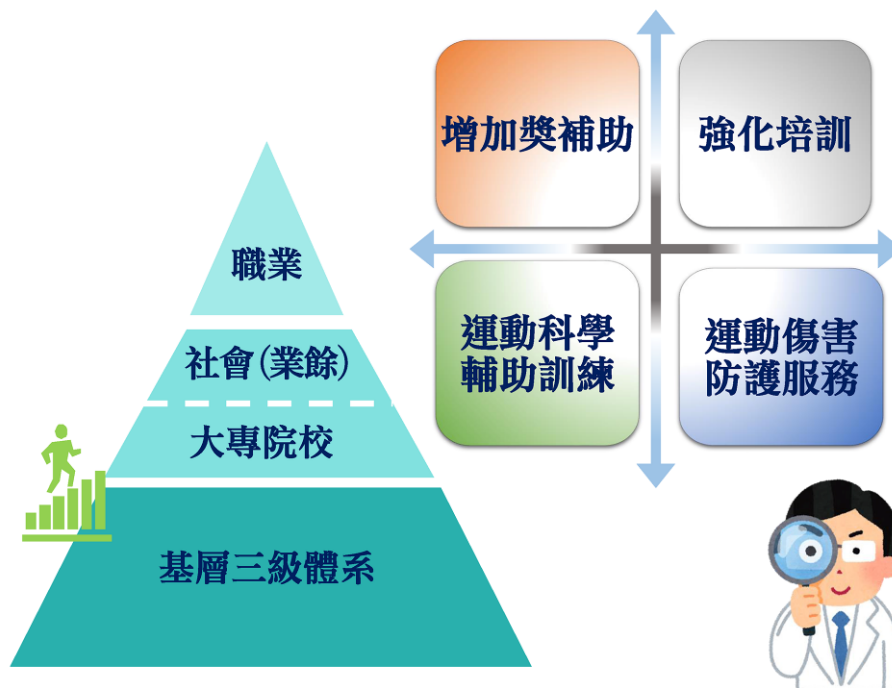 職業
社會(業餘)
大專院校
基層三級體系
增加獎補助
強化培訓
運動科學
輔助訓練
運動傷害
防護服務